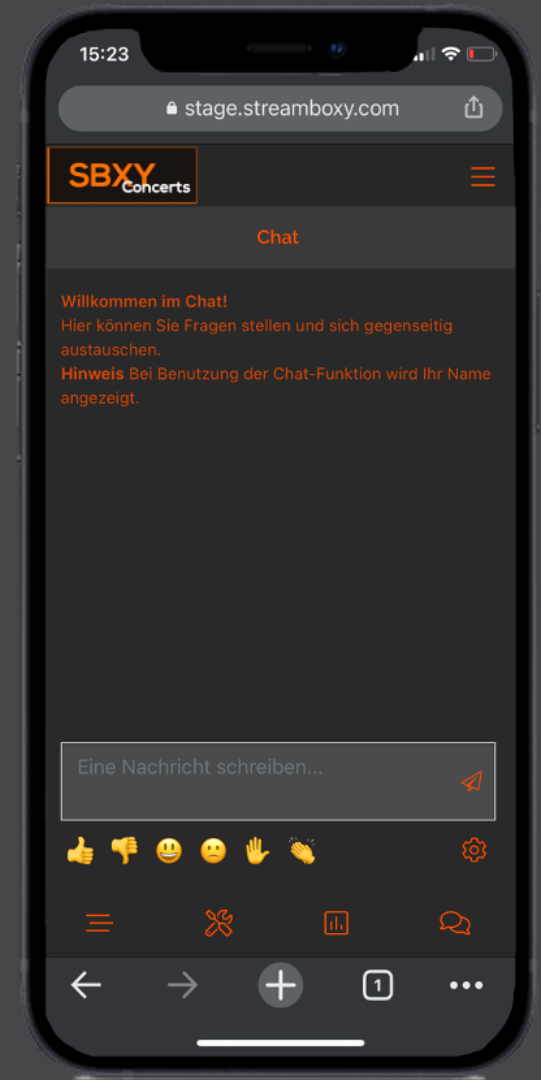 15:23
stage.streamboxy.com
SBXY
Concerts
Chat
Willkommen im Chat!
Hier können Sie Fragen stellen und sich gegenseitig
austauschen.
Hinweis Bei Benutzung der Chat-Funktion wird Ihr Name
angezeigt.
Eine Nachricht schreiben...
1